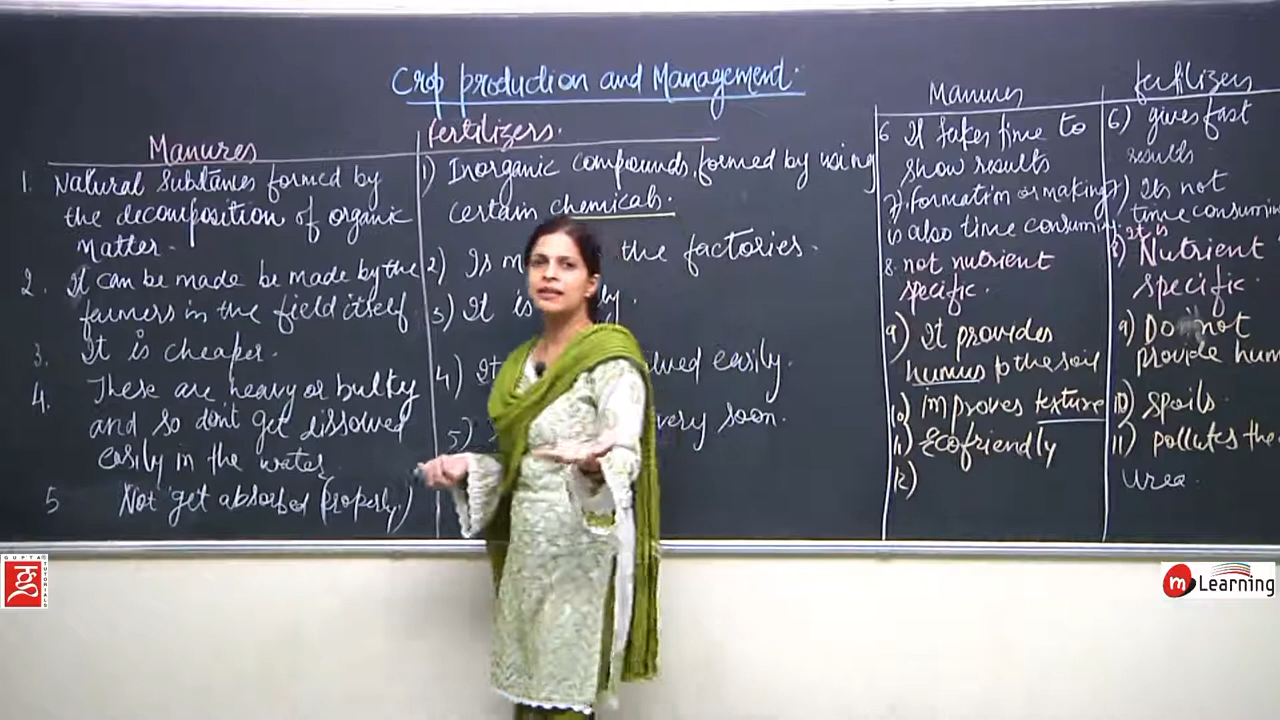 Crop production and Management.
Manures
fertilizers.
1. Natural Substances formed by
the decomposition of organic
Matter.
2. It can be made be made by the
farmers in the field itself
3. It is cheaper.
4. These are heavy or bulky
and so don't get dissolved
easily in the water.
5 Not get absorbed (properly.)
1) Inorganic compounds, formed by using
certain chemicals.
2) Is the factories.
3) It is
4) It easily.
5) very soon.
Manures
fertilizers
6 It takes time to
show results
7. formation or making
is also time consuming
8. not nutrient
specific.
9) It provides
humus to the soil
10) improves texture
11) Ecofriendly
12)
6) gives fast
results.
7) Its not
time consuming
It is
8) Nutrient
specific.
9) Do not
provide
10) Spoils.
11) pollutes the
urea.
GUPTA
TUTORIALS
m Learning